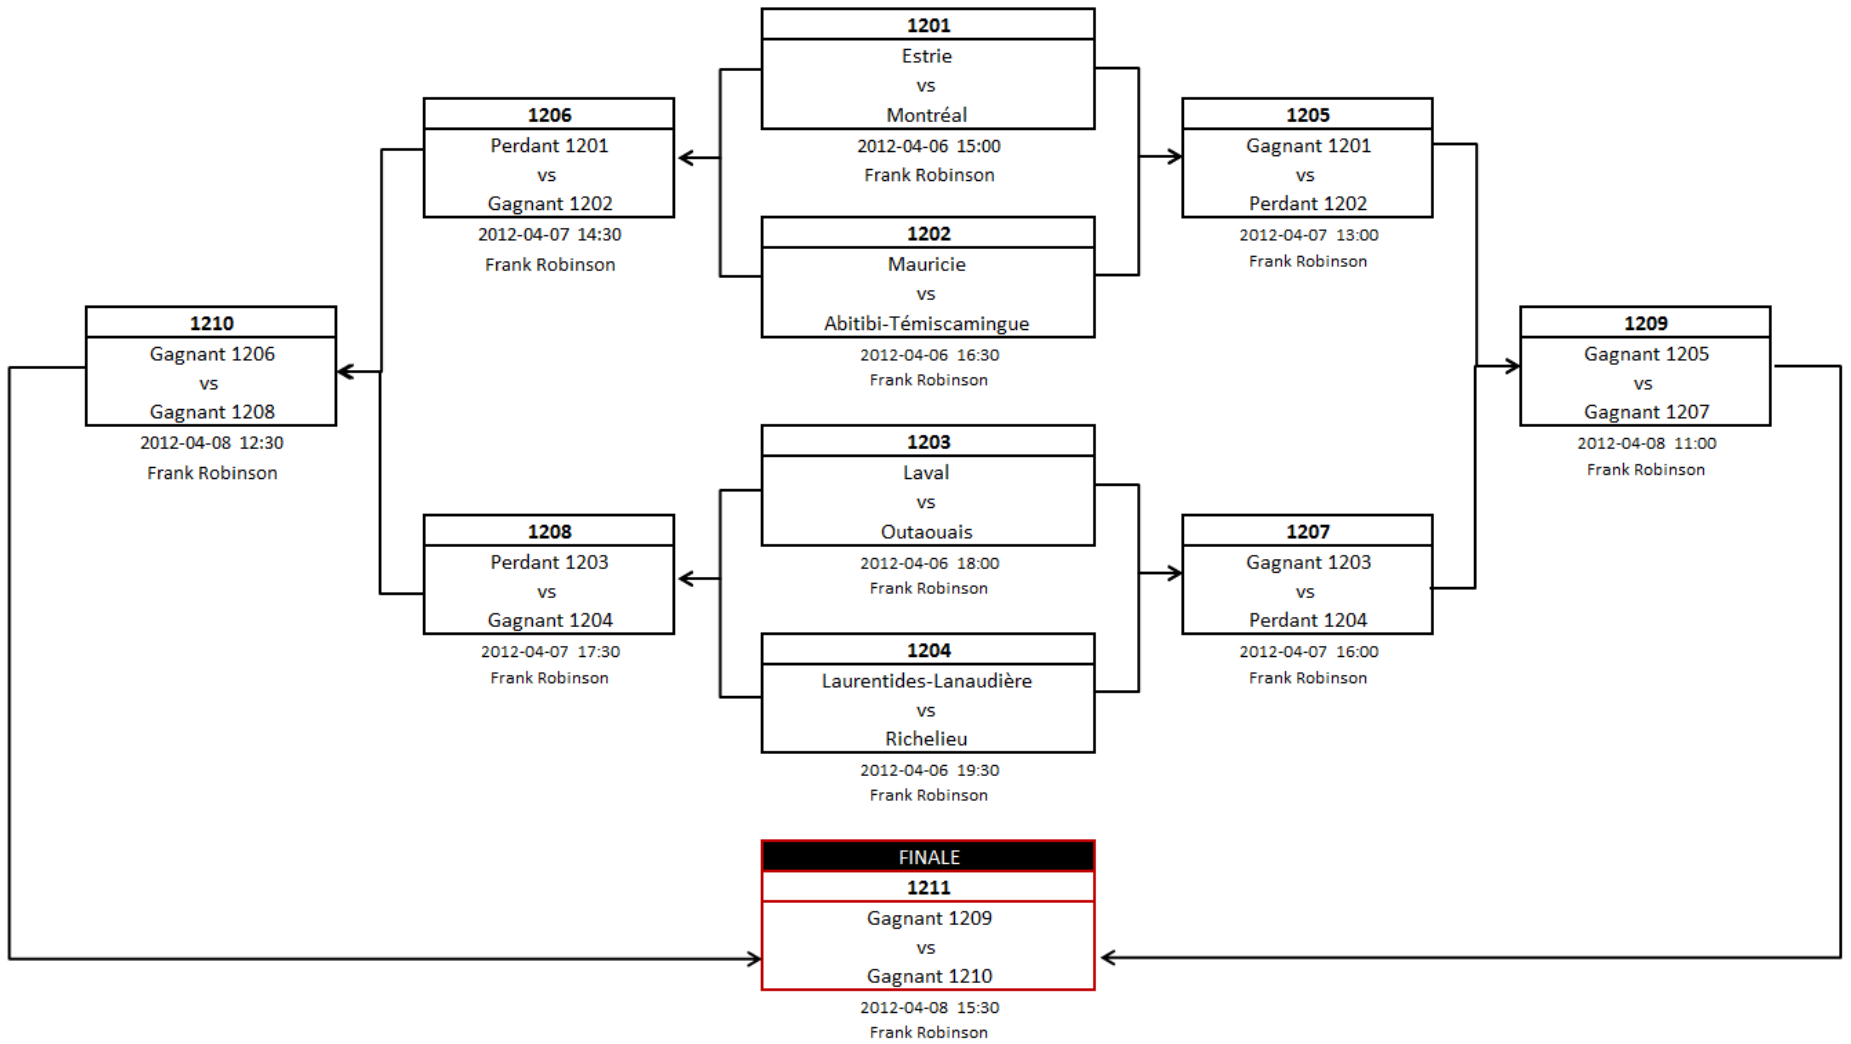 1201
Estrie
vs
Montréal
2012-04-06 15:00
Frank Robinson
1206
Perdant 1201
vs
Gagnant 1202
2012-04-07 14:30
Frank Robinson
1205
Gagnant 1201
vs
Perdant 1202
2012-04-07 13:00
Frank Robinson
1202
Mauricie
vs
Abitibi-Témiscamingue
2012-04-06 16:30
Frank Robinson
1210
Gagnant 1206
vs
Gagnant 1208
2012-04-08 12:30
Frank Robinson
1209
Gagnant 1205
vs
Gagnant 1207
2012-04-08 11:00
Frank Robinson
1203
Laval
vs
Outaouais
2012-04-06 18:00
Frank Robinson
1208
Perdant 1203
vs
Gagnant 1204
2012-04-07 17:30
Frank Robinson
1207
Gagnant 1203
vs
Perdant 1204
2012-04-07 16:00
Frank Robinson
1204
Laurentides-Lanaudière
vs
Richelieu
2012-04-06 19:30
Frank Robinson
FINALE
1211
Gagnant 1209
vs
Gagnant 1210
2012-04-08 15:30
Frank Robinson